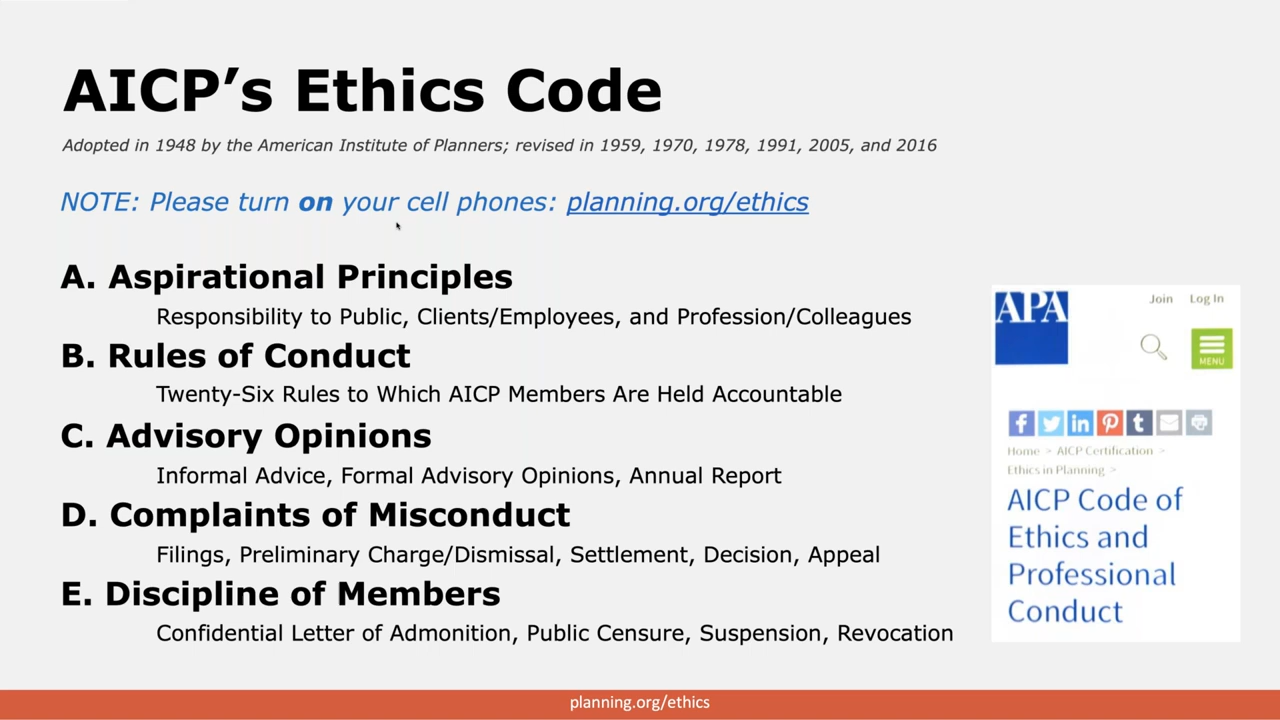 AICP’s Ethics Code
Adopted in 1948 by the American Institute of Planners; revised in 1959, 1970, 1978, 1991, 2005, and 2016
NOTE: Please turn on your cell phones: planning.org/ethics
A. Aspirational Principles
Responsibility to Public, Clients/Employees, and Profession/Colleagues
B. Rules of Conduct
Twenty-Six Rules to Which AICP Members Are Held Accountable
C. Advisory Opinions
Informal Advice, Formal Advisory Opinions, Annual Report
D. Complaints of Misconduct
Filings, Preliminary Charge/Dismissal, Settlement, Decision, Appeal
E. Discipline of Members
Confidential Letter of Admonition, Public Censure, Suspension, Revocation
APA
Join Log In
MENU
Home > AICP Certification >
Ethics in Planning >
AICP Code of
Ethics and
Professional
Conduct
planning.org/ethics